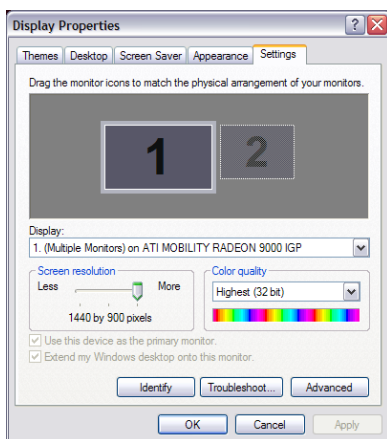 Display Properties
Themes Desktop Screen Saver Appearance Settings
Drag the monitor icons to match the physical arrangement of your monitors.
1 2
Display:
1. (Multiple Monitors) on ATI MOBILITY RADEON 9000 IGP
Screen resolution Color quality
Less More Highest (32 bit)
1440 by 900 pixels
Use this device as the primary monitor.
Extend my Windows desktop onto this monitor.
Identify Troubleshoot... Advanced
OK Cancel Apply